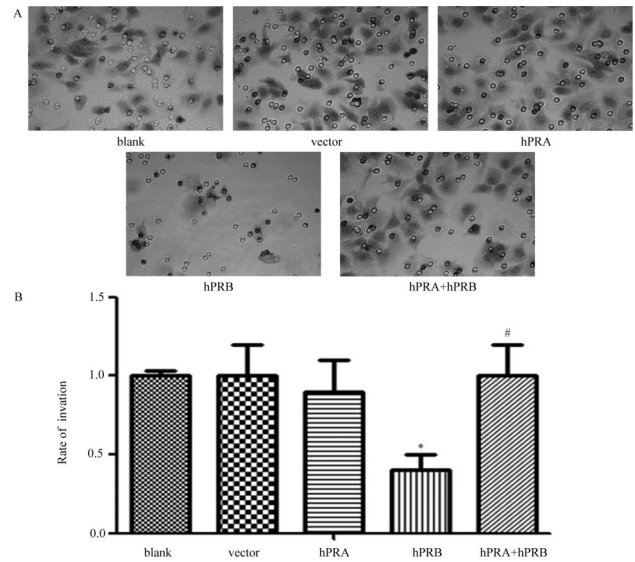 A
blank vector hPRA
hPRB hPRA+hPRB
B
1.5
1.0
0.5
0.0
Rate of invation
*
#
blank vector hPRA hPRB hPRA+hPRB